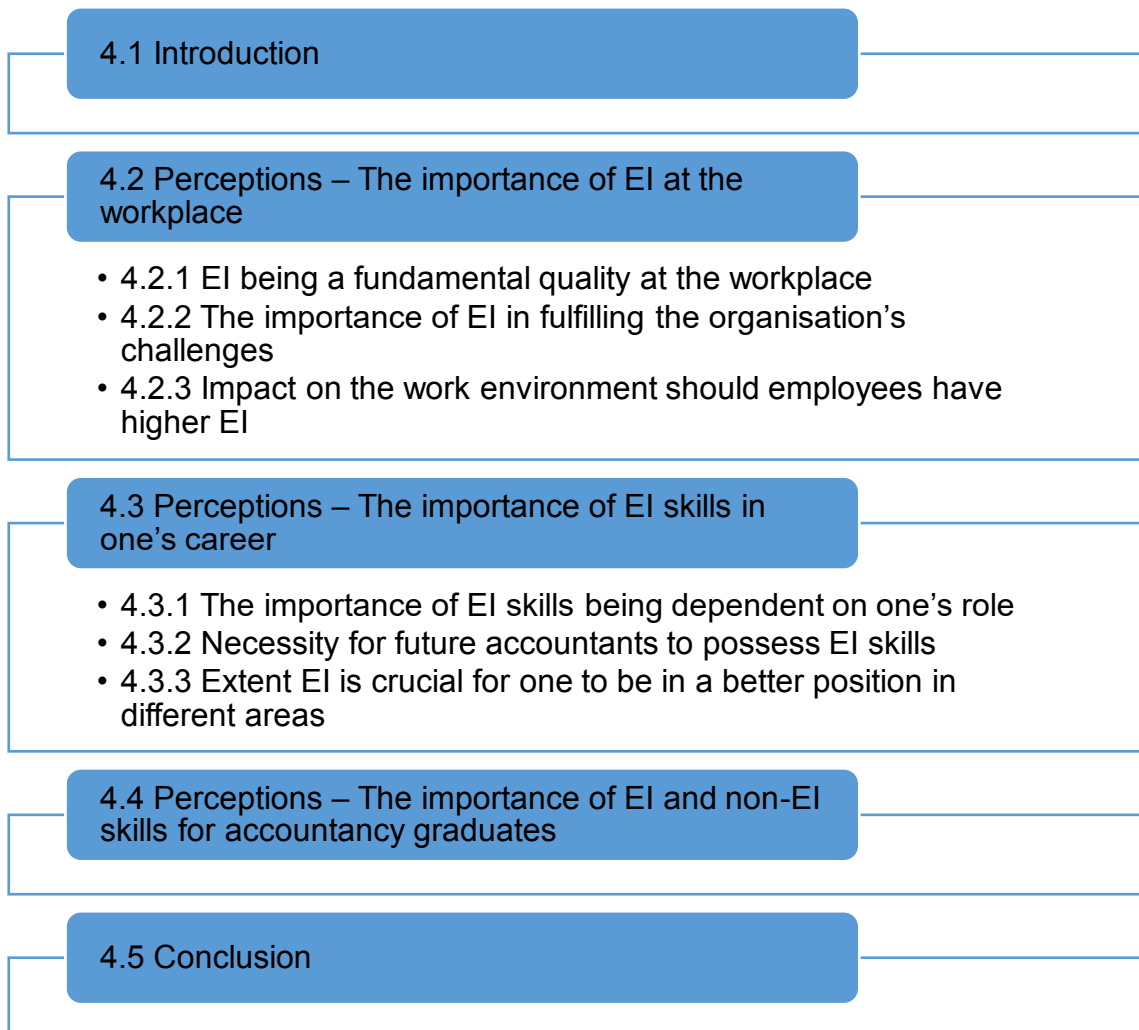 4.1 Introduction
4.2 Perceptions – The importance of EI at the
workplace
• 4.2.1 EI being a fundamental quality at the workplace
• 4.2.2 The importance of EI in fulfilling the organisation’s
challenges
• 4.2.3 Impact on the work environment should employees have
higher EI
4.3 Perceptions – The importance of EI skills in
one’s career
• 4.3.1 The importance of EI skills being dependent on one’s role
• 4.3.2 Necessity for future accountants to possess EI skills
• 4.3.3 Extent EI is crucial for one to be in a better position in
different areas
4.4 Perceptions – The importance of EI and non-EI
skills for accountancy graduates
4.5 Conclusion